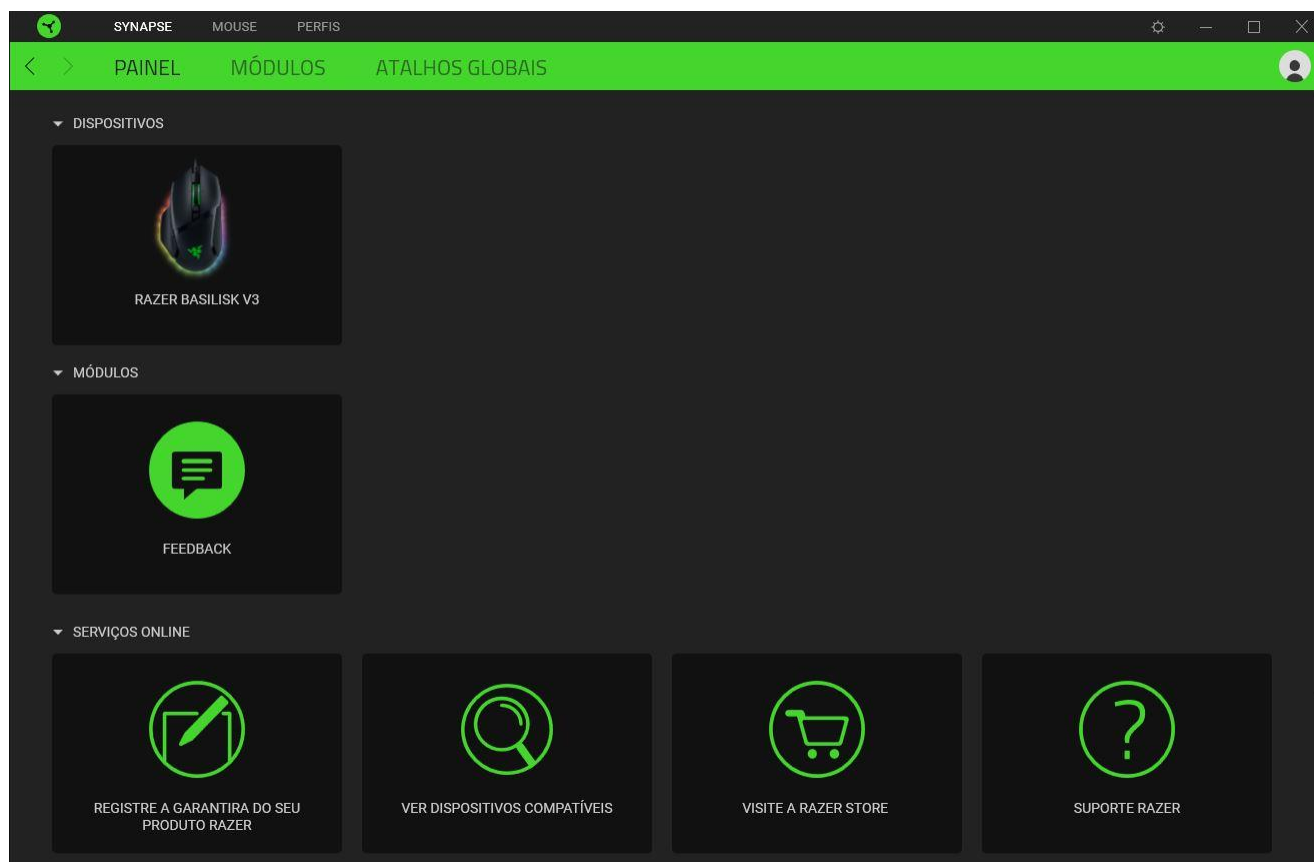 SYNAPSE MOUSE PERFIS
PAINEL MÓDULOS ATALHOS GLOBAIS
DISPOSITIVOS
RAZER BASILISK V3
MÓDULOS
FEEDBACK
SERVIÇOS ONLINE
REGISTRE A GARANTIRA DO SEU
PRODUTO RAZER
VER DISPOSITIVOS COMPATÍVEIS
VISITE A RAZER STORE
SUPORTE RAZER